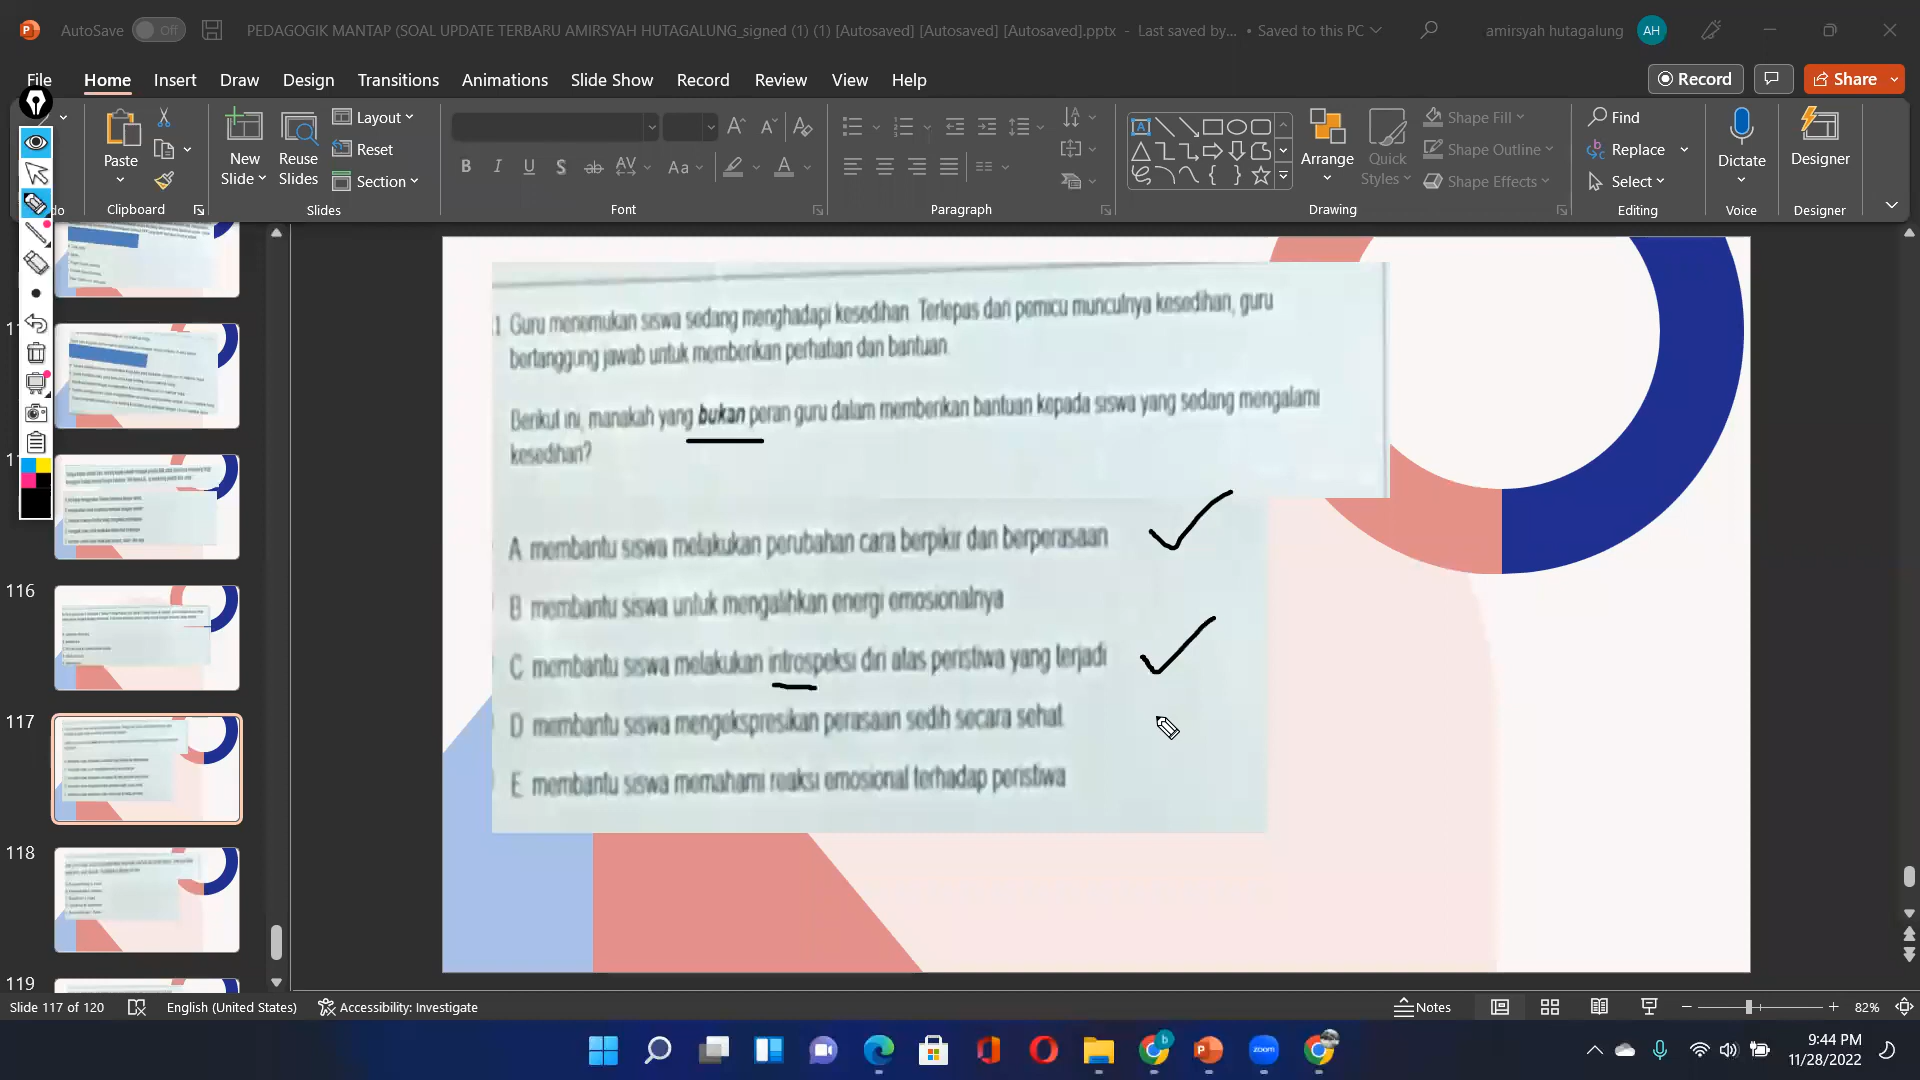 AutoSave Off PEDAGOGIK MANTAP (SOAL UPDATE TERBARU AMIRSYAH HUTAGALUNG_signed (1) (1) [Autosaved] [Autosaved] [Autosaved].pptx - Last saved by... • Saved to this PC amirsyah hutagalung AH
File Home Insert Draw Design Transitions Animations Slide Show Record Review View Help Record Share
Paste
Clipboard
New Slide
Reuse Slides
Layout
Reset
Section
Slides
Font
Paragraph
Arrange
Quick Styles
Shape Fill
Shape Outline
Shape Effects
Drawing
Find
Replace
Select
Editing
Dictate
Voice
Designer
Designer
116
117
118
119
1 Guru menemukan siswa sedang menghadapi kesedihan. Terlepas dari pemicu munculnya kesedihan, guru
bertanggung jawab untuk memberikan perhatian dan bantuan.
Berikut ini, manakah yang bukan peran guru dalam memberikan bantuan kepada siswa yang sedang mengalami
kesedihan?
A membantu siswa melakukan perubahan cara berpikir dan berperasaan
B membantu siswa untuk mengalihkan energi emosionalnya
C membantu siswa melakukan introspeksi diri atas peristiwa yang terjadi
D membantu siswa mengekspresikan perasaan sedih secara sehat
E membantu siswa memahami reaksi emosional terhadap peristiwa
Slide 117 of 120 English (United States) Accessibility: Investigate Notes 82%
zoom
9:44 PM
11/28/2022